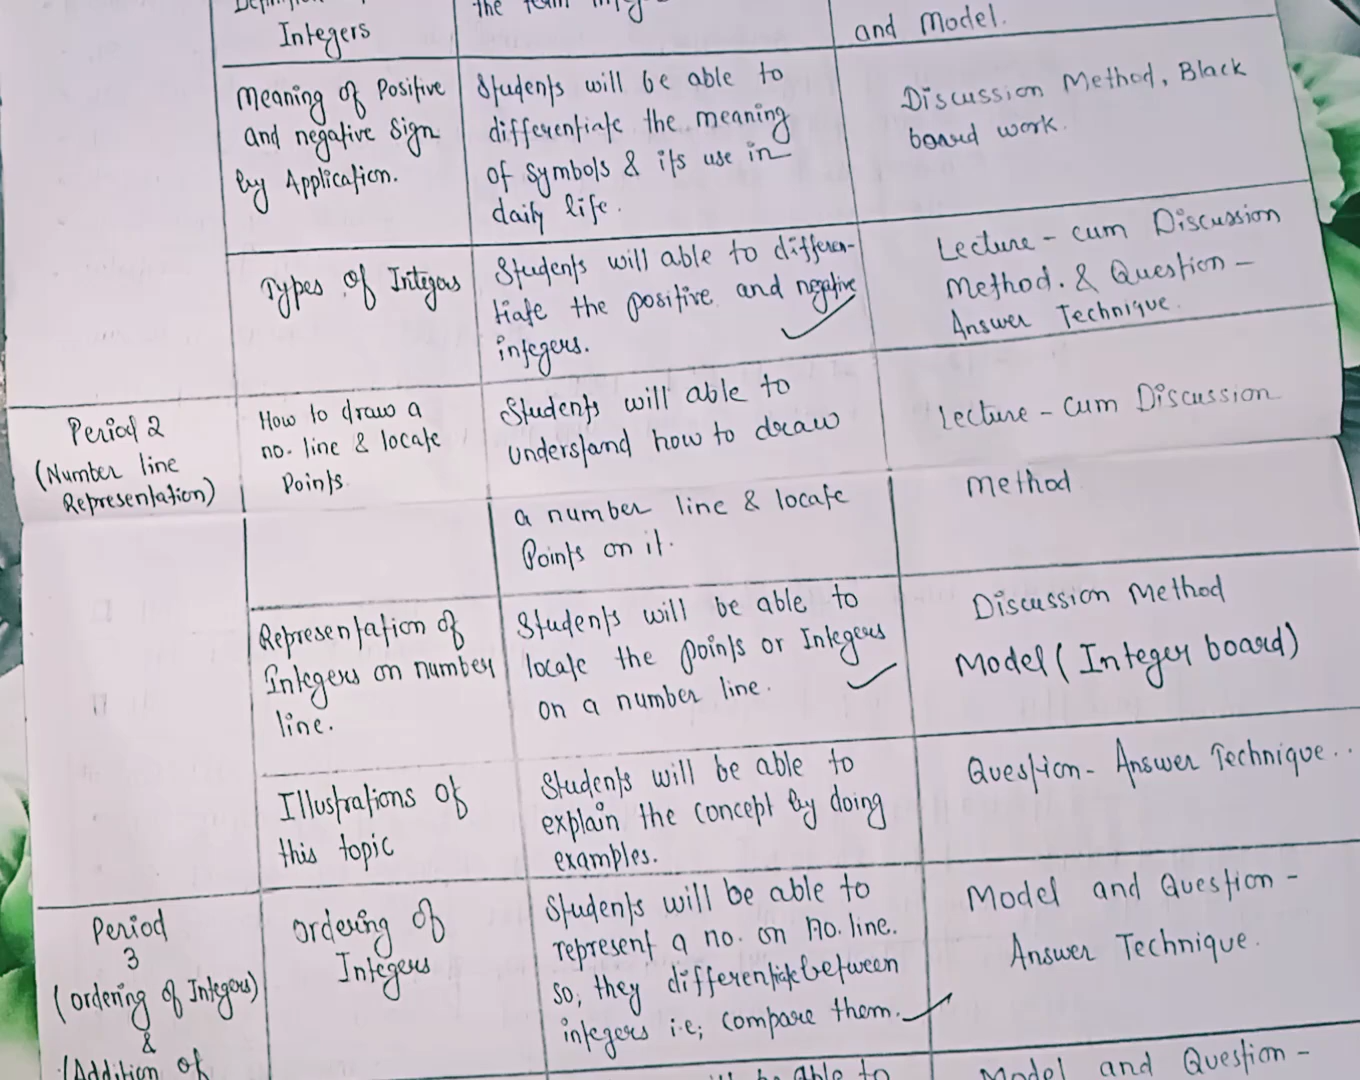 Integers
the team
and Model.
Meaning of Positive
and negative Sign
by Application.
Students will be able to
differentiate the meaning
of symbols & its use in
daily life.
Discussion Method, Black
board work.
Types of Integers
Students will able to differen-
tiate the positive and negative
integers.
Lecture - cum Discussion
Method. & Question -
Answer Technique.
Period 2
(Number line
Representation)
How to draw a
no. line & locate
Points.
Students will able to
understand how to draw
a number line & locate
Points on it.
Lecture - cum Discussion
Method
Representation of
Integers on number
line.
Students will be able to
locate the points or Integers
on a number line.
Discussion Method
Model (Integer board)
Illustrations of
this topic
Students will be able to
explain the concept by doing
examples.
Question - Answer Technique..
Period
3
(ordering of Integers)
&
(Addition of
Ordering of
Integers
Students will be able to
represent a no. on no. line.
so, they differentiate between
integers i.e; compare them.
Model and Question -
Answer Technique.
be able to
Model and Question -